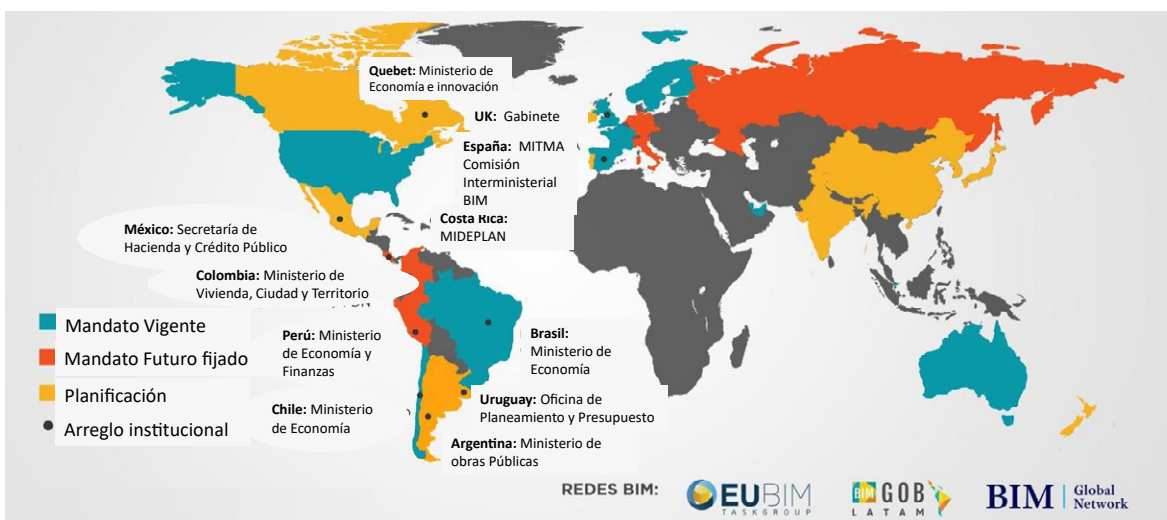 Quebet: Ministerio de
Economía e innovación
UK: Gabinete
España: MITMA
Comisión
Interministerial
BIM
Costa Rica:
MIDEPLAN
México: Secretaría de
Hacienda y Crédito Público
Colombia: Ministerio de
Vivienda, Ciudad y Territorio
Mandato Vigente
Mandato Futuro fijado
Planificación
Arreglo institucional
Perú: Ministerio
de Economía y
Finanzas
Brasil:
Ministerio de
Economía
Chile: Ministerio
de Economía
Uruguay: Oficina de
Planeamiento y Presupuesto
Argentina: Ministerio de
obras Públicas
REDES BIM:
EUBIM
TASKGROUP
BIM GOB
LATAM
BIM Global
Network